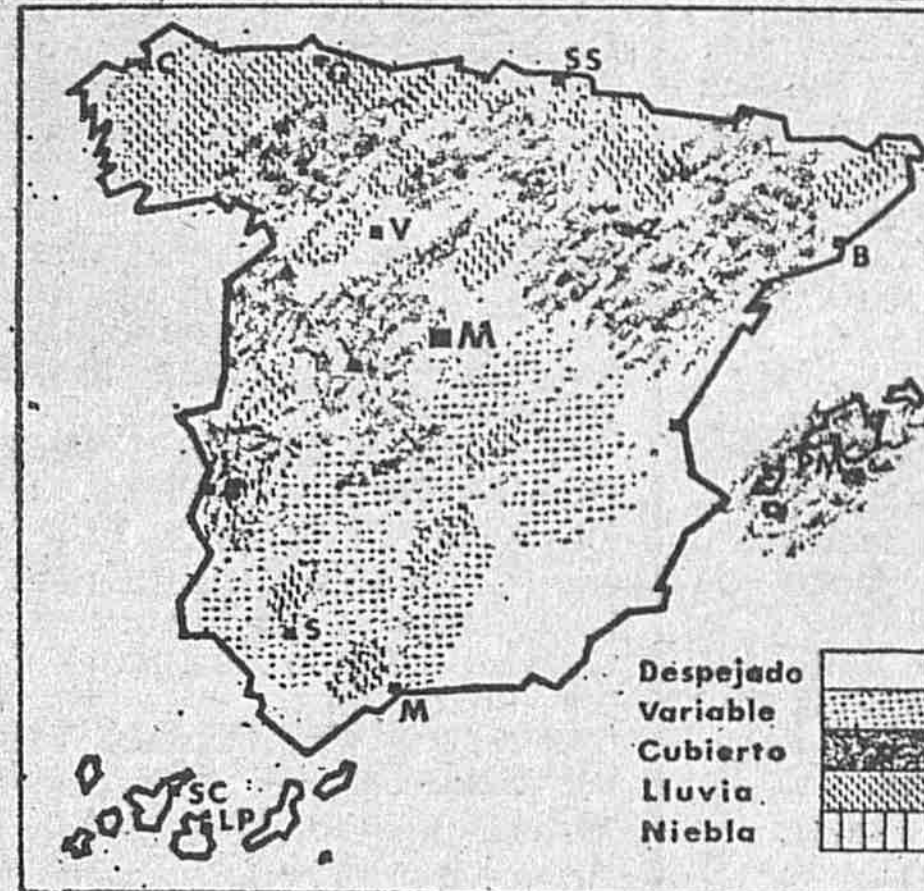 C
O
SS
V
Z
B
M
PM
S
M
SC
LP
Despejado
Variable
Cubierto
Lluvia
Niebla